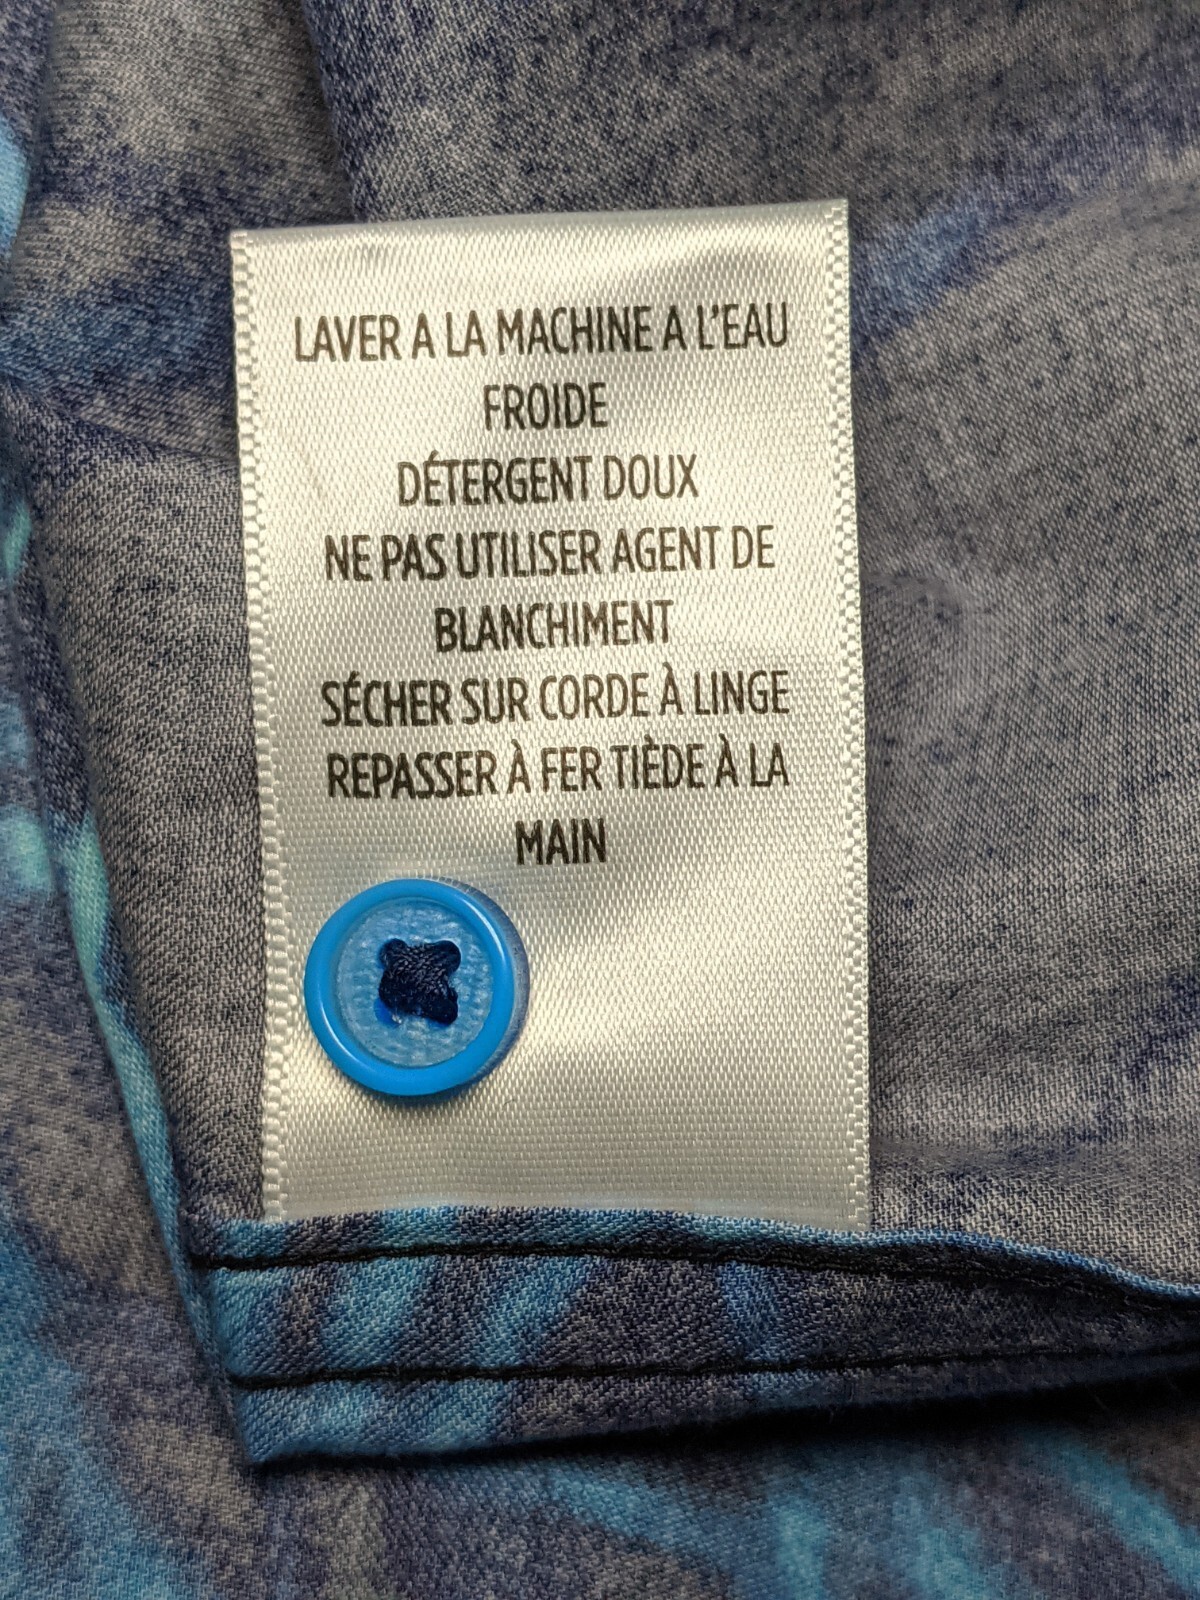 LAVER A LA MACHINE A L'EAU
FROIDE
DÉTERGENT DOUX
NE PAS UTILISER AGENT DE
BLANCHIMENT
SÉCHER SUR CORDE À LINGE
REPASSER À FER TIÈDE À LA
MAIN